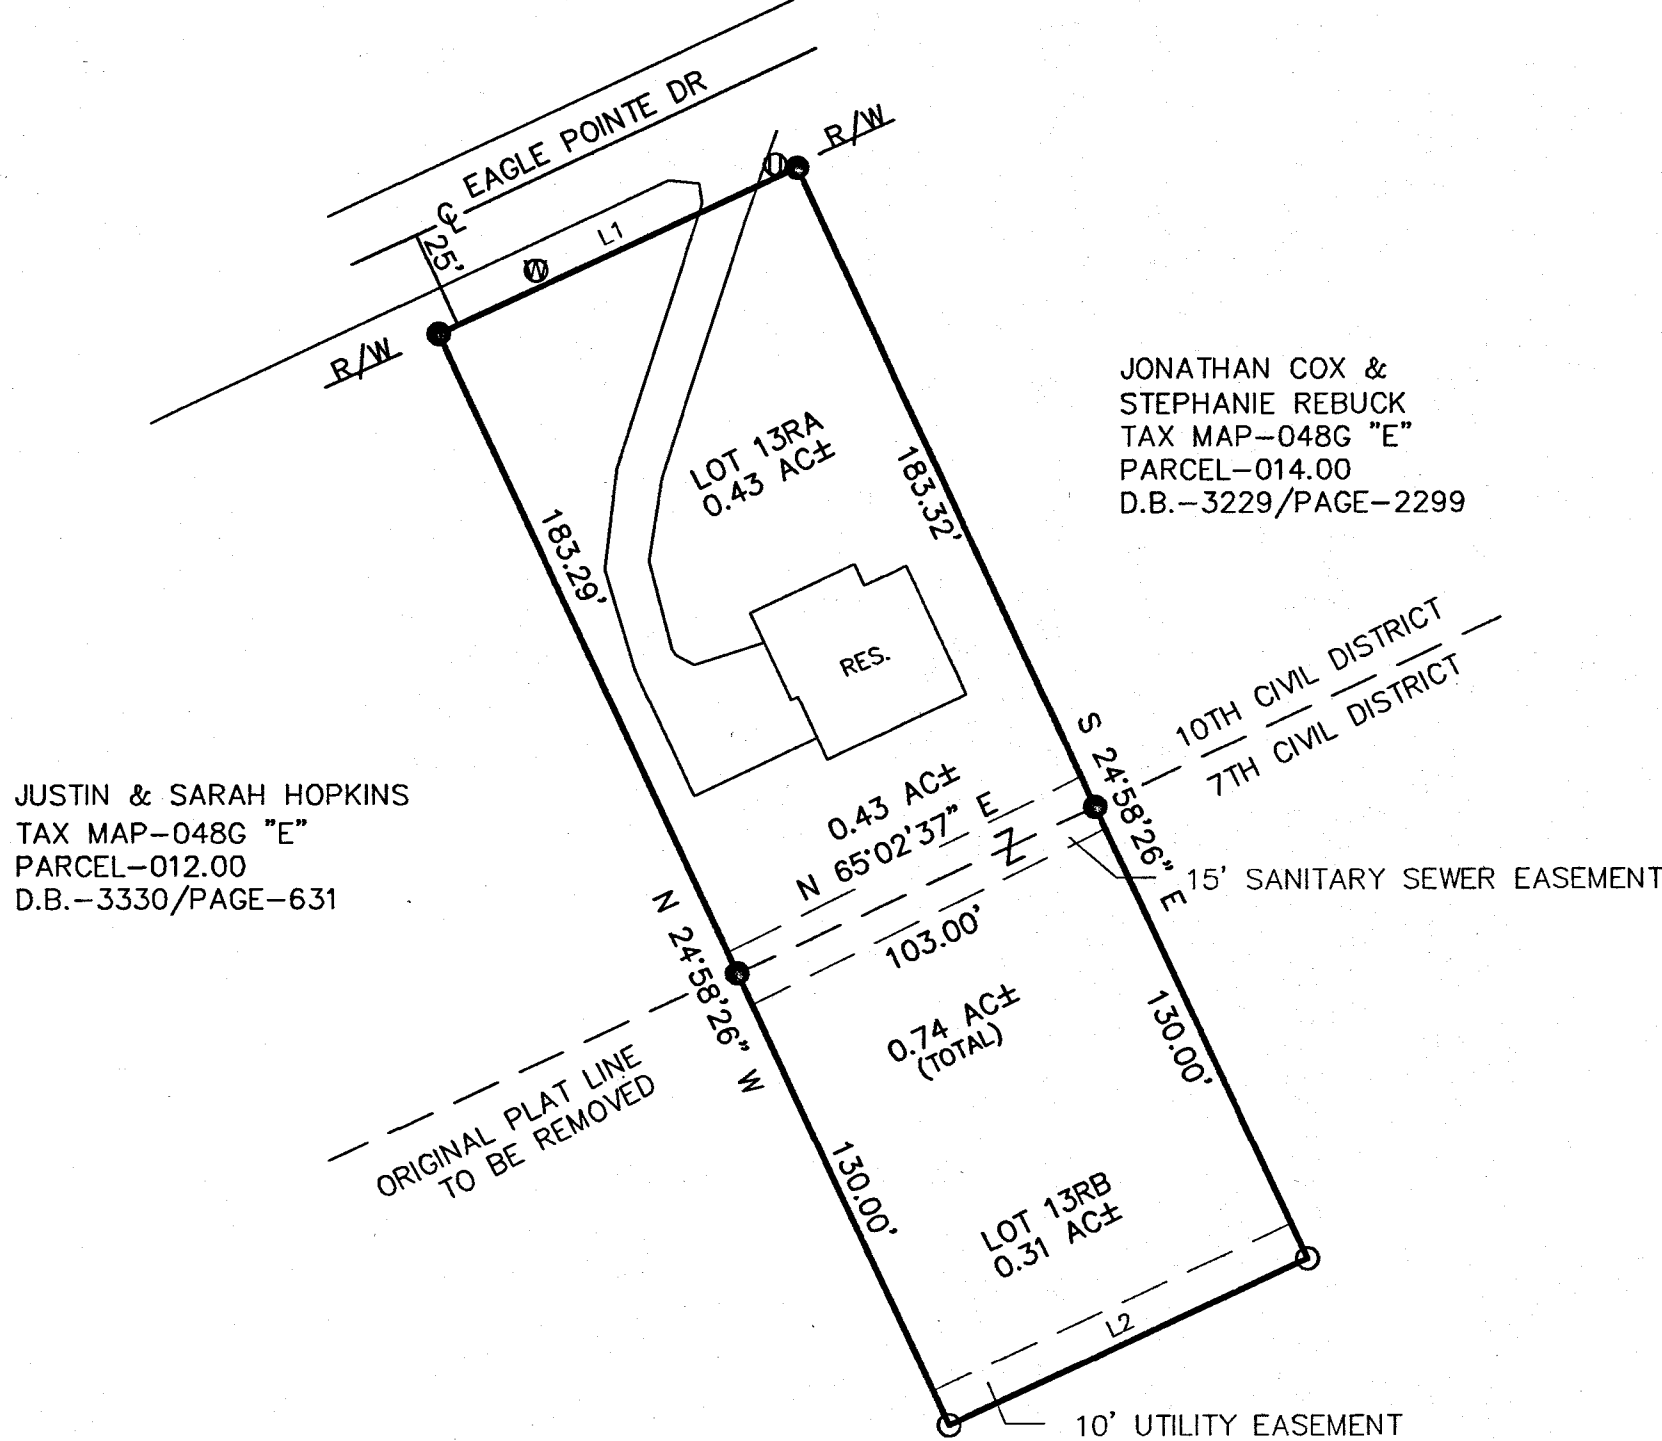 EAGLE POINTE DR
R/W
℄
25'
L1
W
U
R/W
LOT 13RA
0.43 AC±
183.32'
183.29'
JONATHAN COX &
STEPHANIE REBUCK
TAX MAP-048G "E"
PARCEL-014.00
D.B.-3229/PAGE-2299
RES.
10TH CIVIL DISTRICT
7TH CIVIL DISTRICT
JUSTIN & SARAH HOPKINS
TAX MAP-048G "E"
PARCEL-012.00
D.B.-3330/PAGE-631
0.43 AC±
N 65°02'37" E
Z
103.00'
S 24°58'26" E
15' SANITARY SEWER EASEMENT
N 24°58'26" W
0.74 AC±
(TOTAL)
130.00'
ORIGINAL PLAT LINE
TO BE REMOVED
130.00'
LOT 13RB
0.31 AC±
L2
10' UTILITY EASEMENT